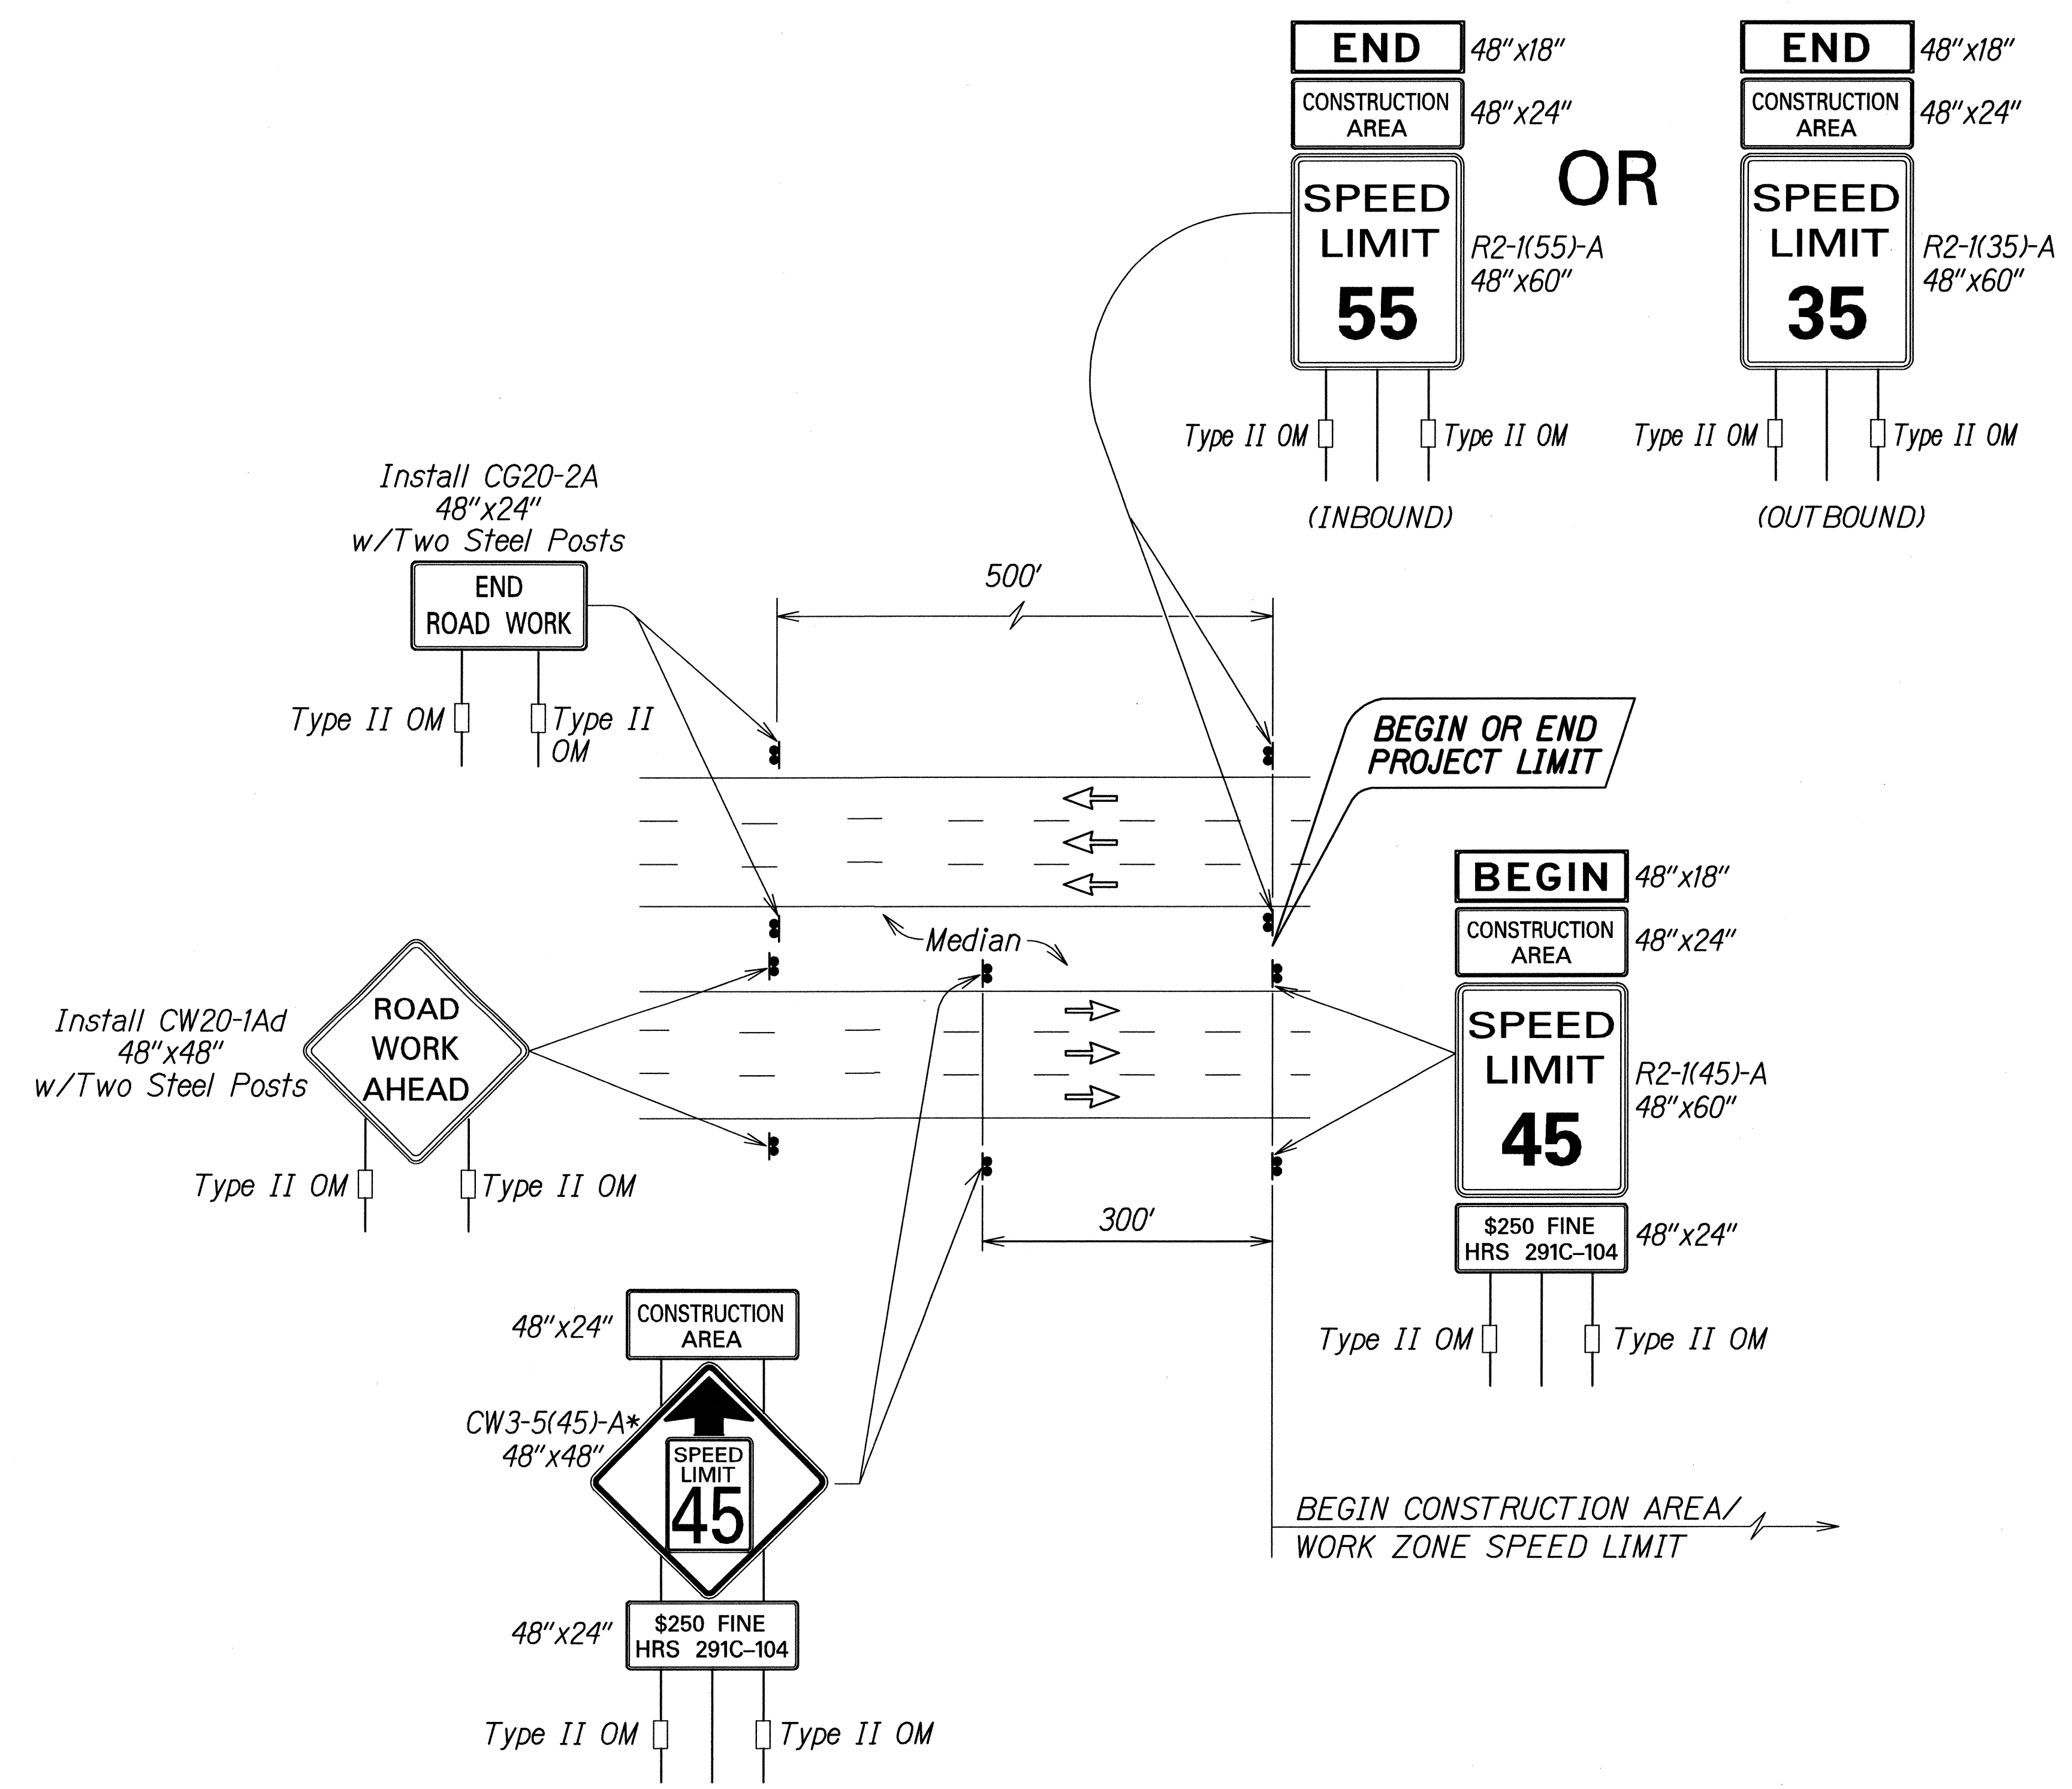 END
48"x18"
CONSTRUCTION
AREA
48"x24"
SPEED
LIMIT
55
R2-1(55)-A
48"x60"
Type II OM
Type II OM
(INBOUND)
OR
END
48"x18"
CONSTRUCTION
AREA
48"x24"
SPEED
LIMIT
35
R2-1(35)-A
48"x60"
Type II OM
Type II OM
(OUTBOUND)
Install CG20-2A
48"x24"
w/Two Steel Posts
END
ROAD WORK
Type II OM
Type II
OM
500'
BEGIN OR END
PROJECT LIMIT
Median
Install CW20-1Ad
48"x48"
w/Two Steel Posts
ROAD
WORK
AHEAD
Type II OM
Type II OM
BEGIN
48"x18"
CONSTRUCTION
AREA
48"x24"
SPEED
LIMIT
45
R2-1(45)-A
48"x60"
$250 FINE
HRS 291C-104
48"x24"
Type II OM
Type II OM
300'
48"x24"
CONSTRUCTION
AREA
CW3-5(45)-A*
48"x48"
SPEED
LIMIT
45
48"x24"
$250 FINE
HRS 291C-104
Type II OM
Type II OM
BEGIN CONSTRUCTION AREA/
WORK ZONE SPEED LIMIT